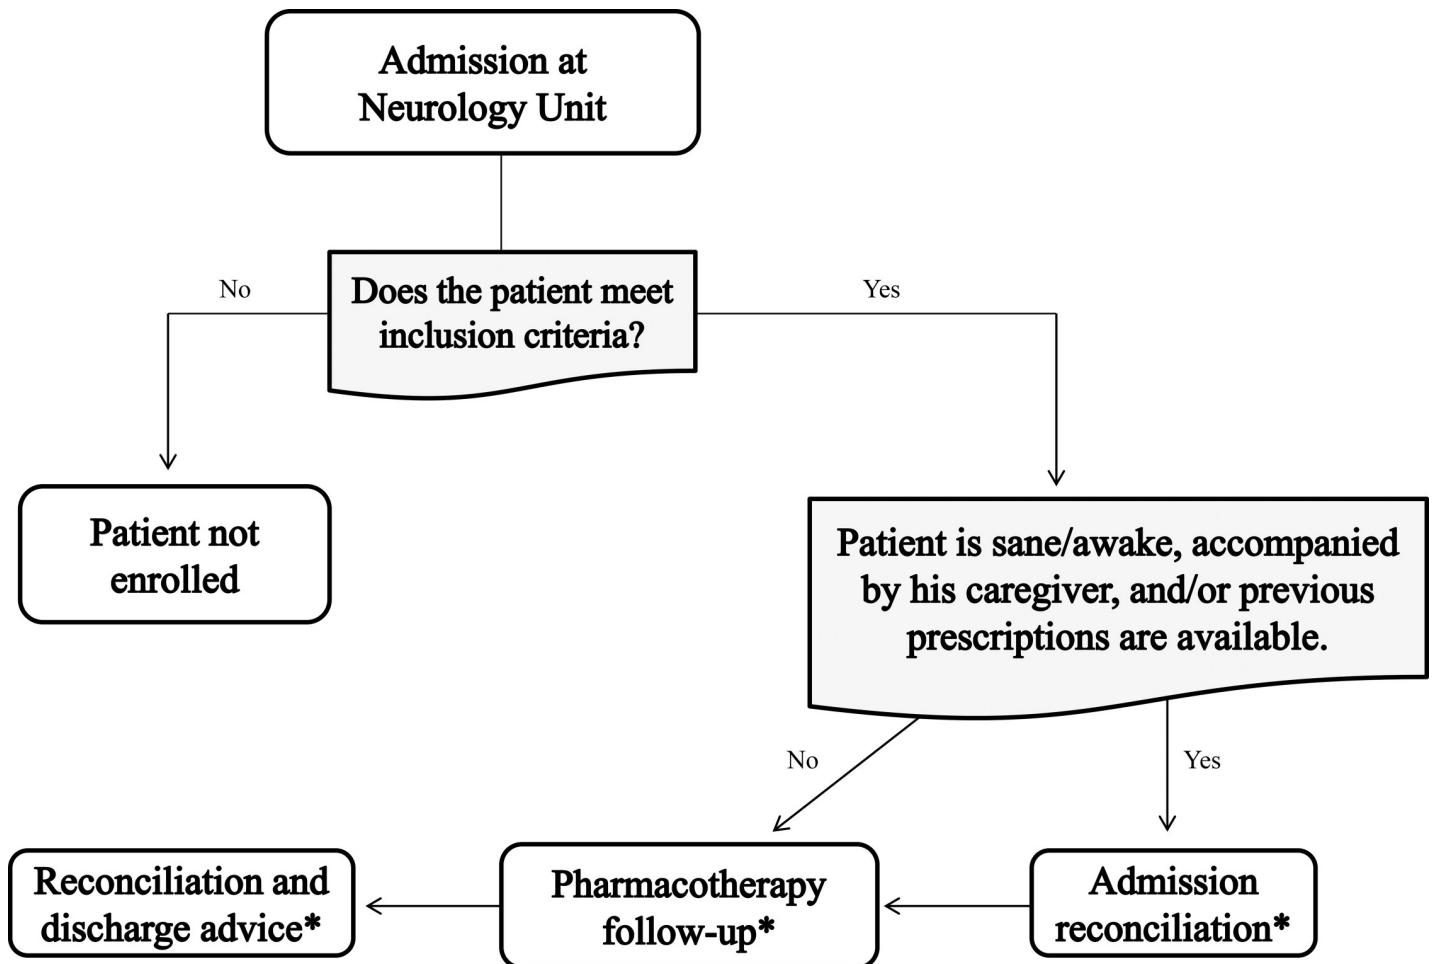 Admission at
Neurology Unit
No
Does the patient meet
inclusion criteria?
Yes
Patient not
enrolled
Patient is sane/awake, accompanied
by his caregiver, and/or previous
prescriptions are available.
No
Yes
Reconciliation and
discharge advice*
Pharmacotherapy
follow-up*
Admission
reconciliation*